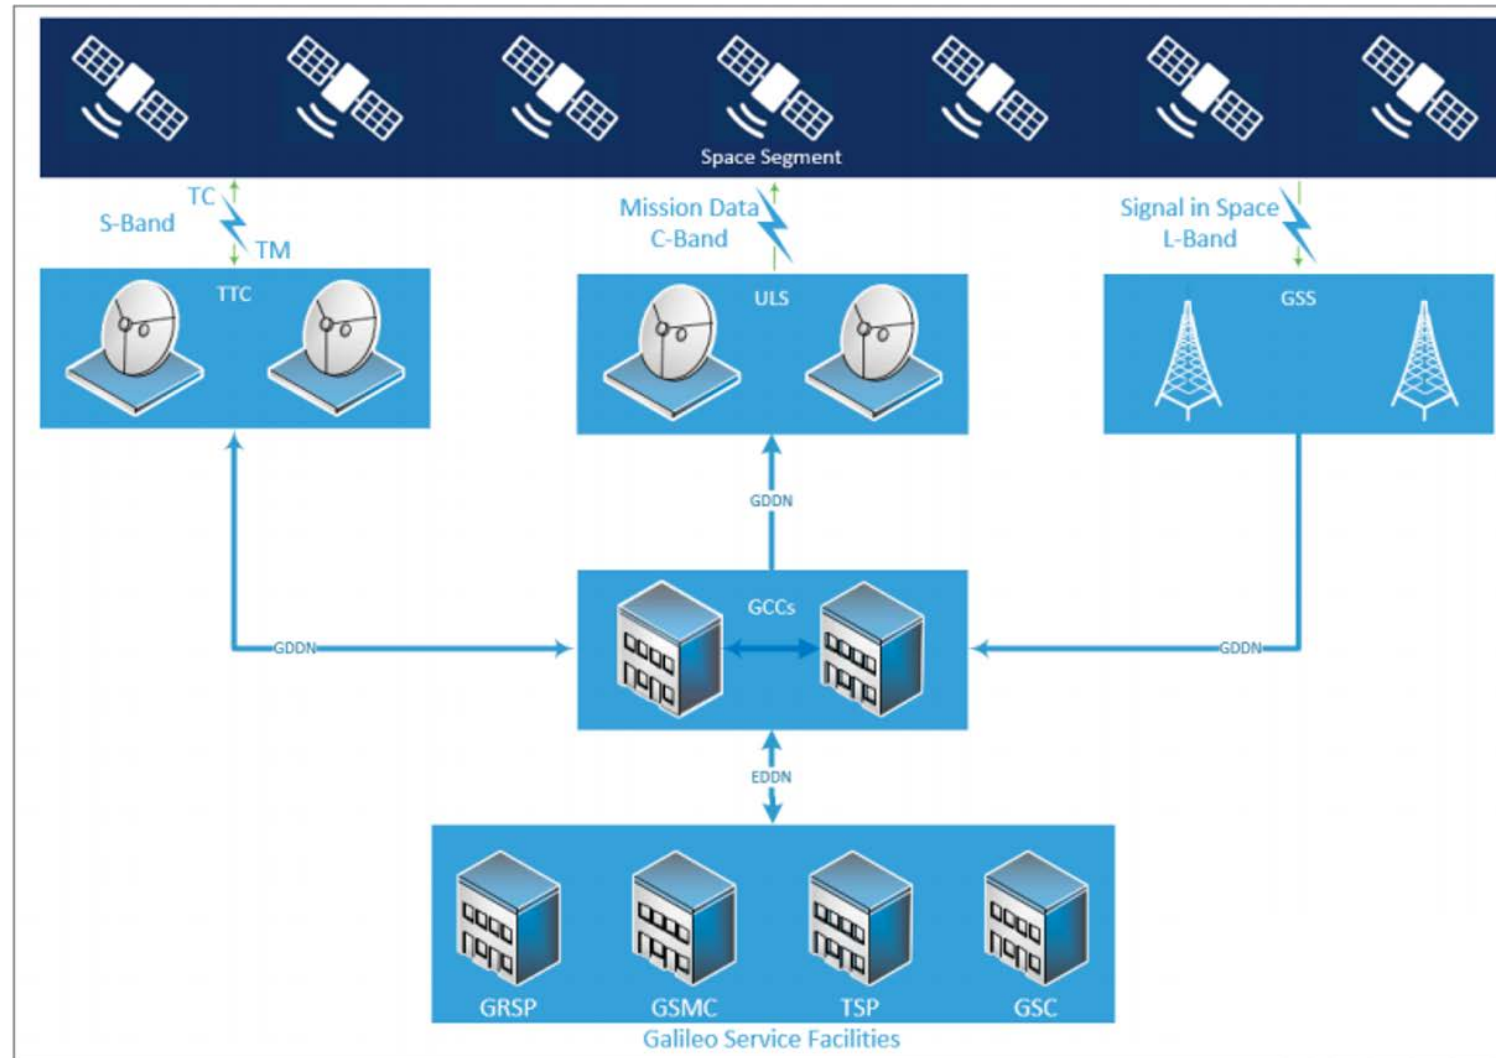 Space Segment
TC
S-Band
TM
Mission Data
C-Band
Signal in Space
L-Band
TTC
ULS
GSS
GDDN
GCCs
GDDN
GDDN
EDDN
GRSP
GSMC
TSP
GSC
Galileo Service Facilities